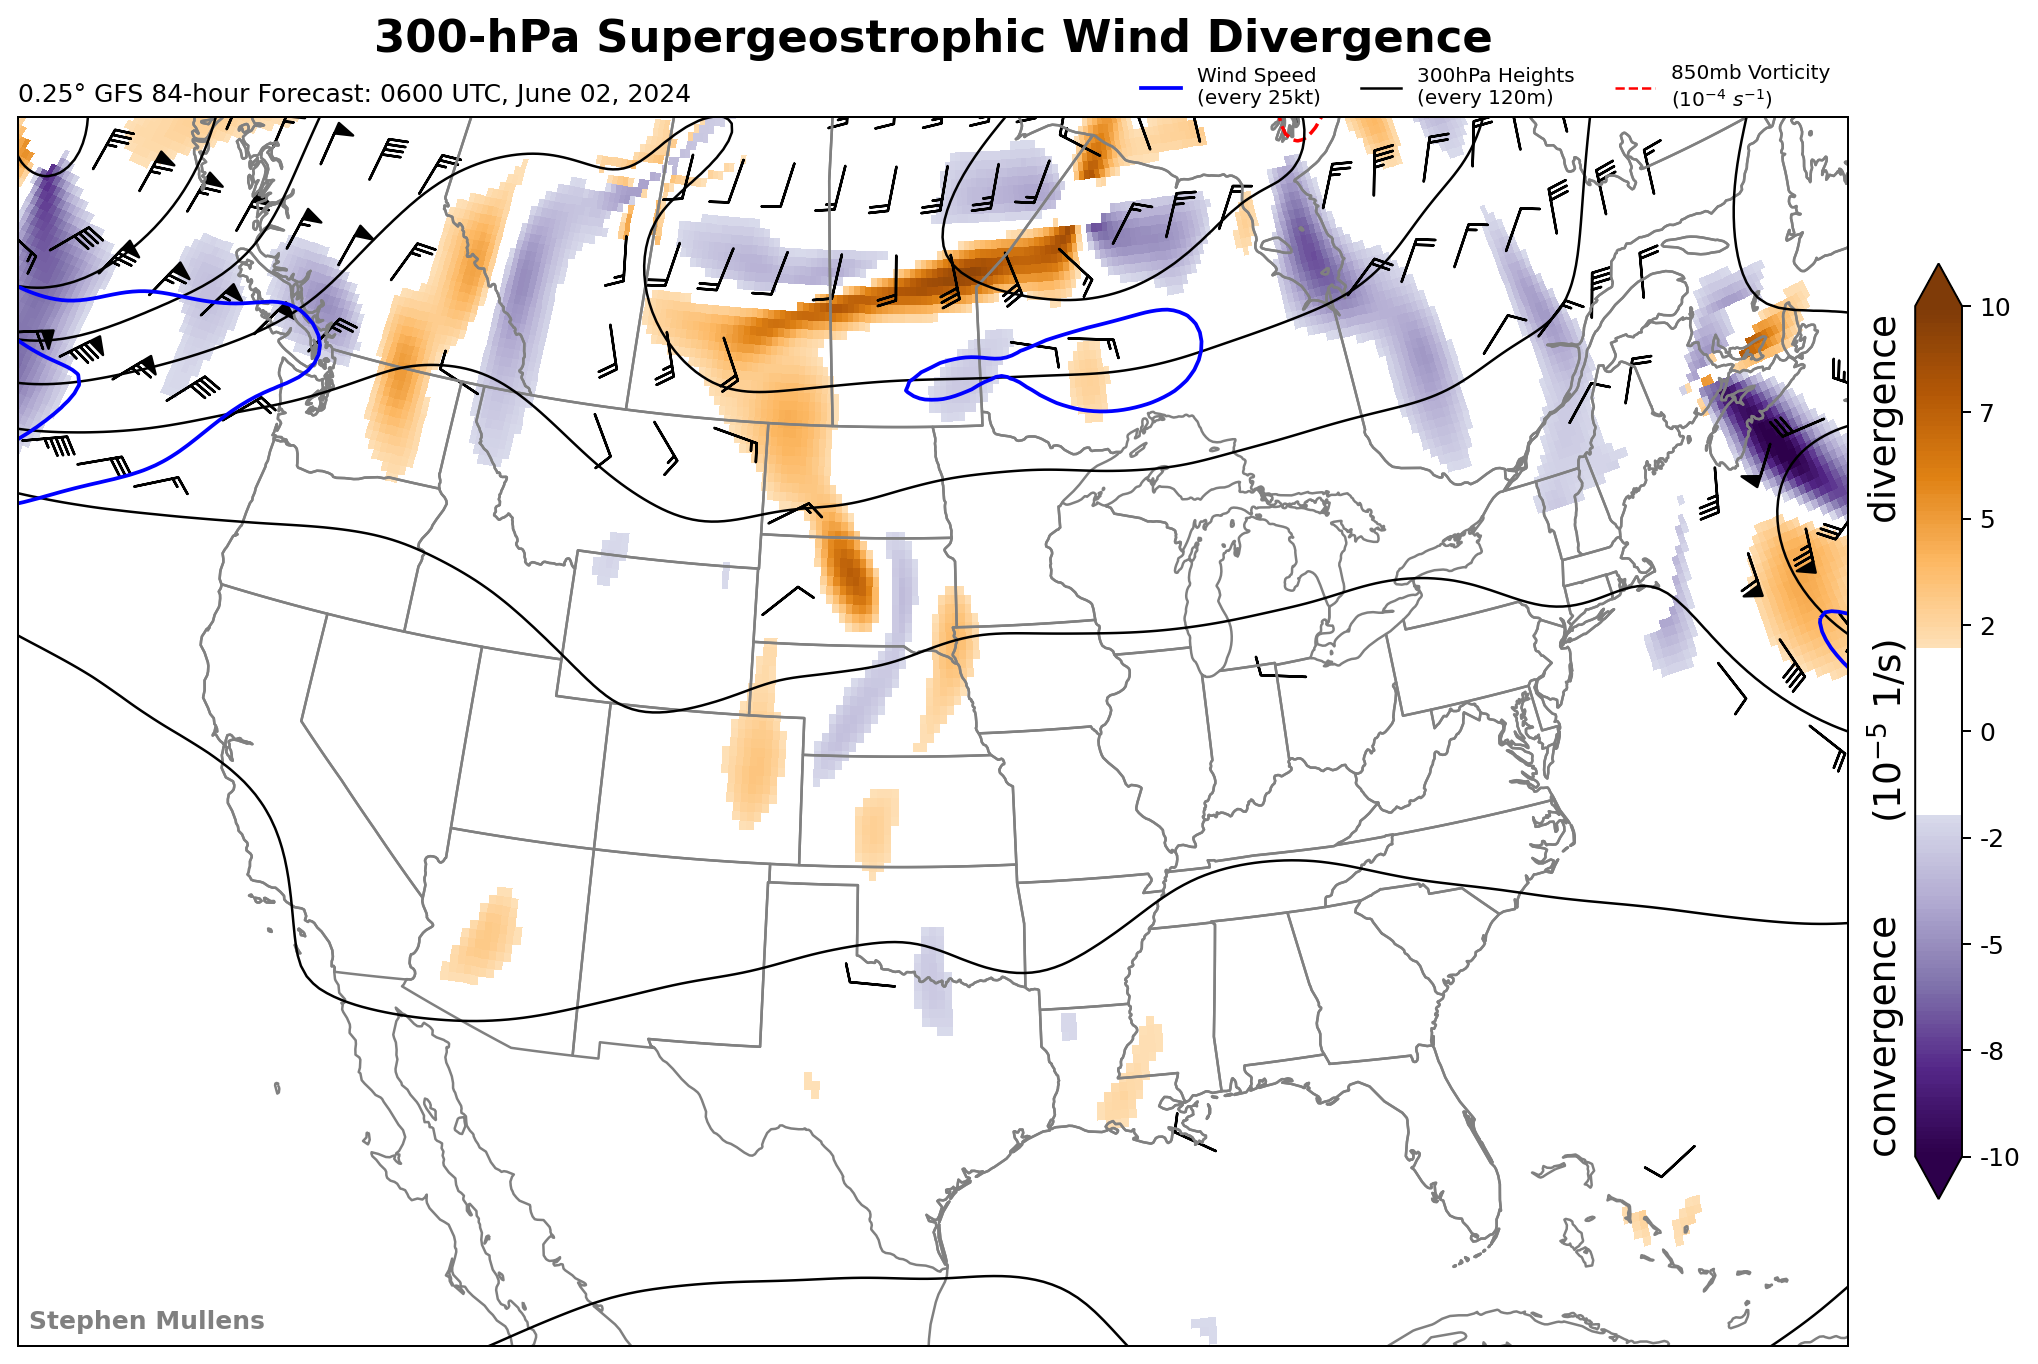 300-hPa Supergeostrophic Wind Divergence
0.25° GFS 84-hour Forecast: 0600 UTC, June 02, 2024
Wind Speed
(every 25kt)
300hPa Heights
(every 120m)
850mb Vorticity
(10⁻⁴ s⁻¹)
10
7
5
2
0
-2
-5
-8
-10
convergence (10⁻⁵ 1/s) divergence
Stephen Mullens